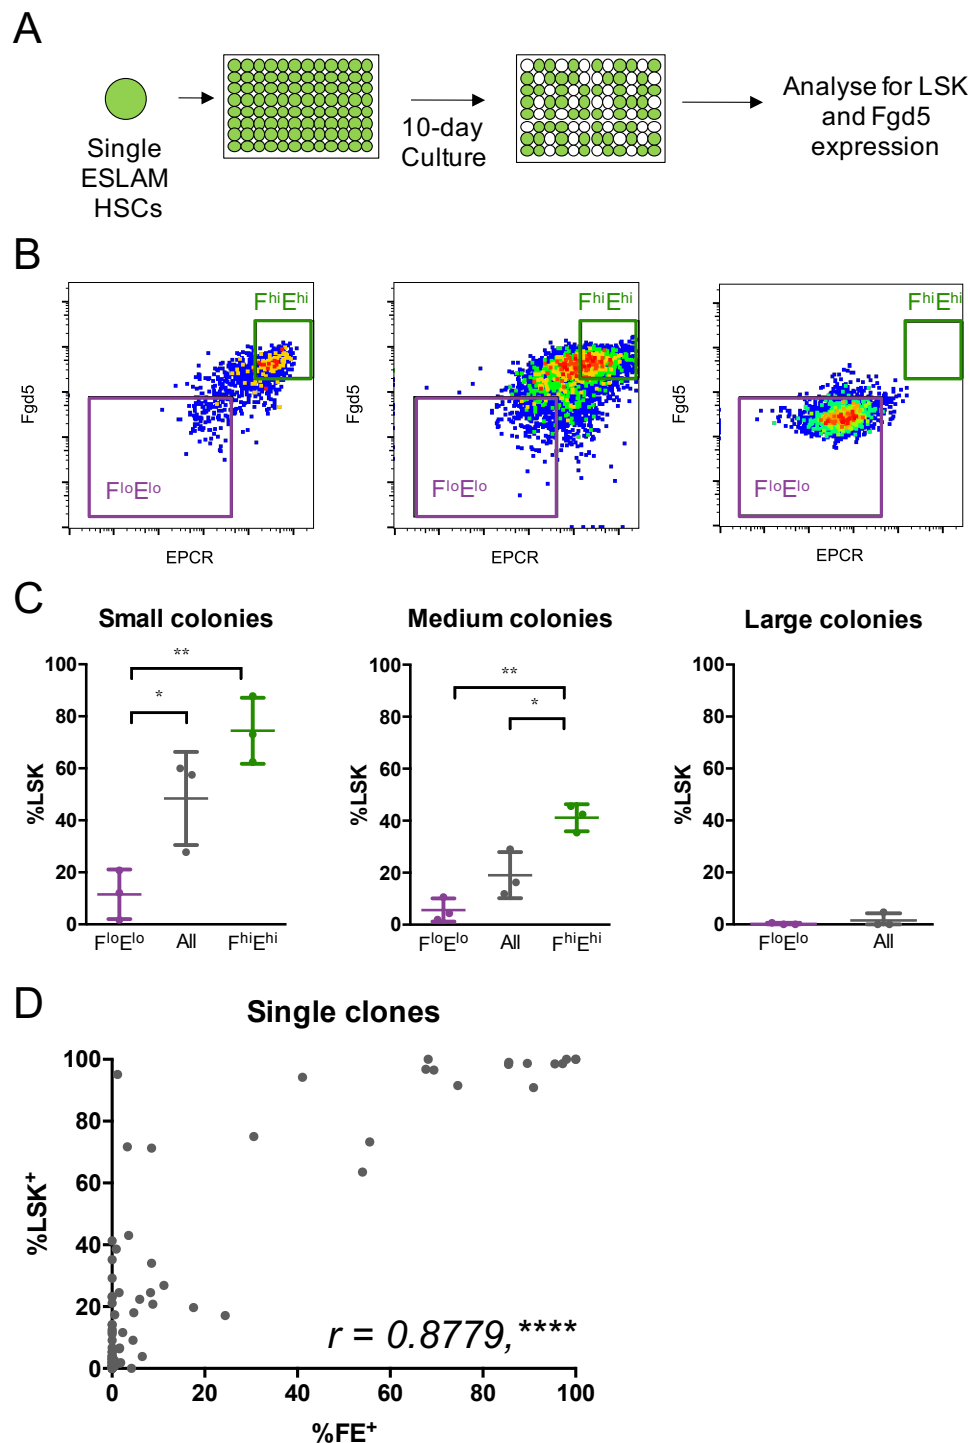 A
Single
ESLAM
HSCs
10-day
Culture
Analyse for LSK
and Fgd5
expression
B
FhiEhi
FloElo
Fgd5
EPCR
FhiEhi
FloElo
Fgd5
EPCR
FhiEhi
FloElo
Fgd5
EPCR
C
Small colonies
%LSK
100
80
60
40
20
0
**
*
FloElo All FhiEhi
Medium colonies
%LSK
100
80
60
40
20
0
**
*
FloElo All FhiEhi
Large colonies
%LSK
100
80
60
40
20
0
FloElo All
D
Single clones
%LSK+
100
80
60
40
20
0
r = 0.8779,****
0 20 40 60 80 100
%FE+